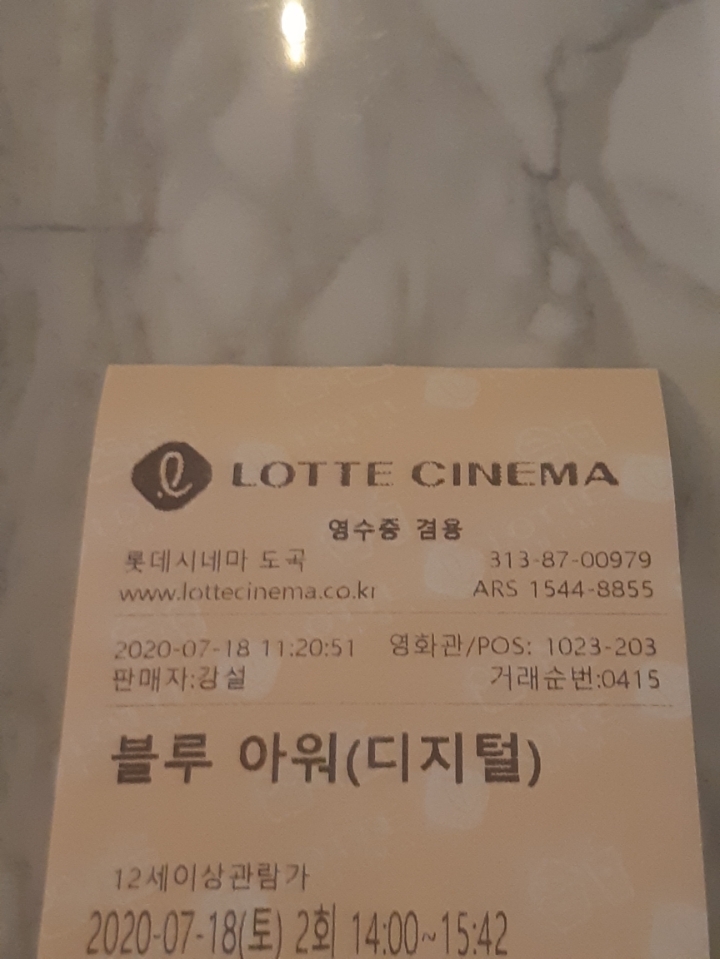 LOTTE CINEMA
영수증 겸용
롯데시네마 도곡 313-87-00979
www.lottecinema.co.kr ARS 1544-8855
2020-07-18 11:20:51 영화관/POS: 1023-203
판매자:강설 거래순번:0415
블루 아워(디지털)
12세이상관람가
2020-07-18(토) 2회 14:00~15:42